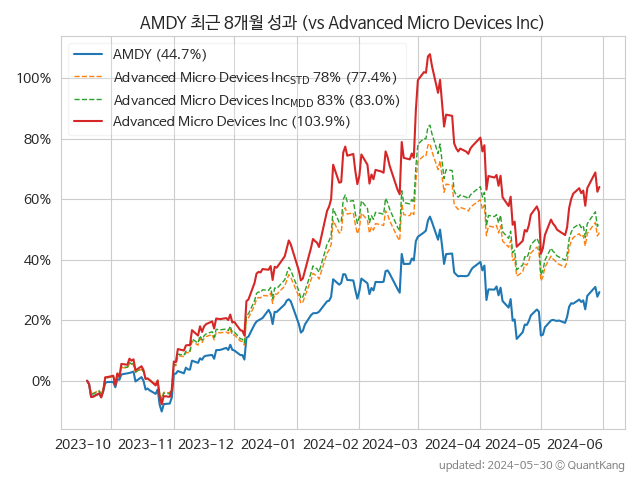 AMDY 최근 8개월 성과 (vs Advanced Micro Devices Inc)
AMDY (44.7%)
Advanced Micro Devices Inc_STD 78% (77.4%)
Advanced Micro Devices Inc_MDD 83% (83.0%)
Advanced Micro Devices Inc (103.9%)
100%
80%
60%
40%
20%
0%
2023-10 2023-11 2023-12 2024-01 2024-02 2024-03 2024-04 2024-05 2024-06
updated: 2024-05-30 © QuantKang